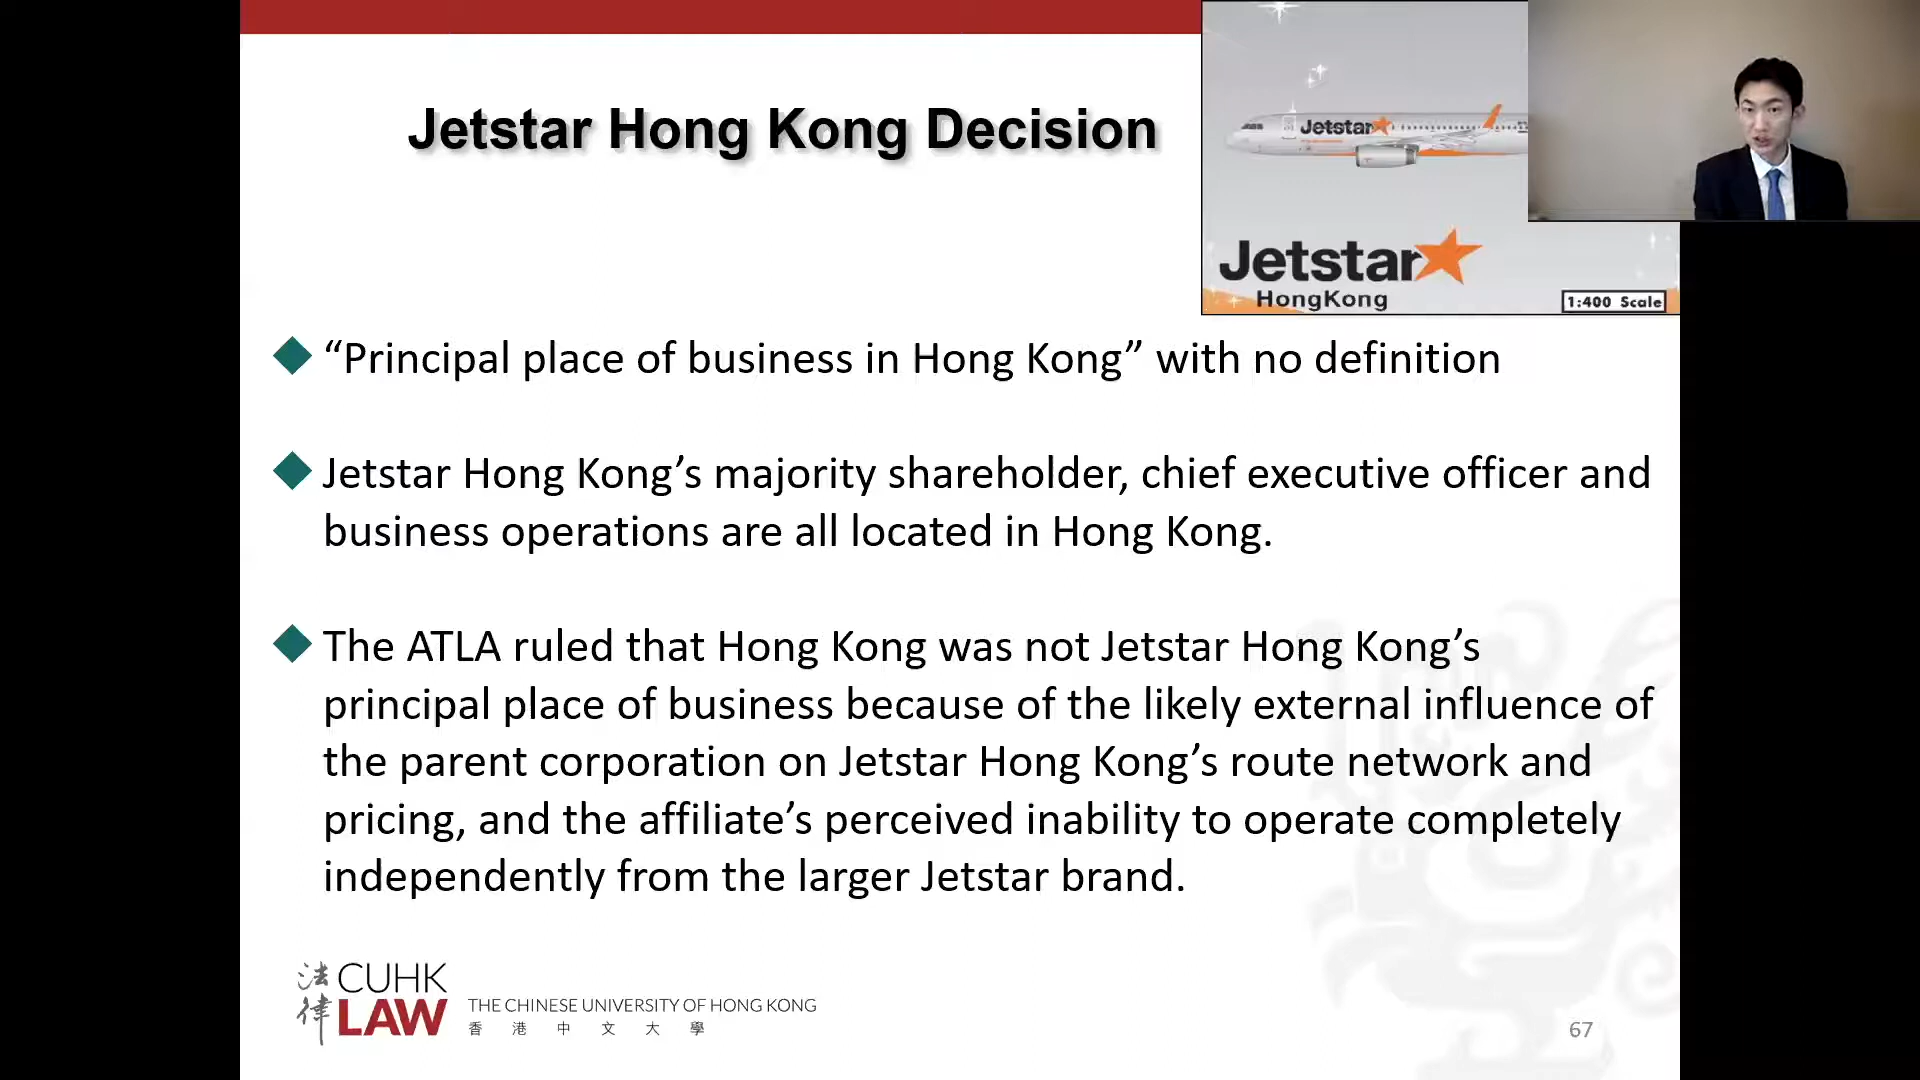 Jetstar Hong Kong Decision
Jetstar
Jetstar
HongKong
1:400 Scale
“Principal place of business in Hong Kong” with no definition
Jetstar Hong Kong’s majority shareholder, chief executive officer and
business operations are all located in Hong Kong.
The ATLA ruled that Hong Kong was not Jetstar Hong Kong’s
principal place of business because of the likely external influence of
the parent corporation on Jetstar Hong Kong’s route network and
pricing, and the affiliate’s perceived inability to operate completely
independently from the larger Jetstar brand.
法律
CUHK
LAW
THE CHINESE UNIVERSITY OF HONG KONG
香港中文大學
67